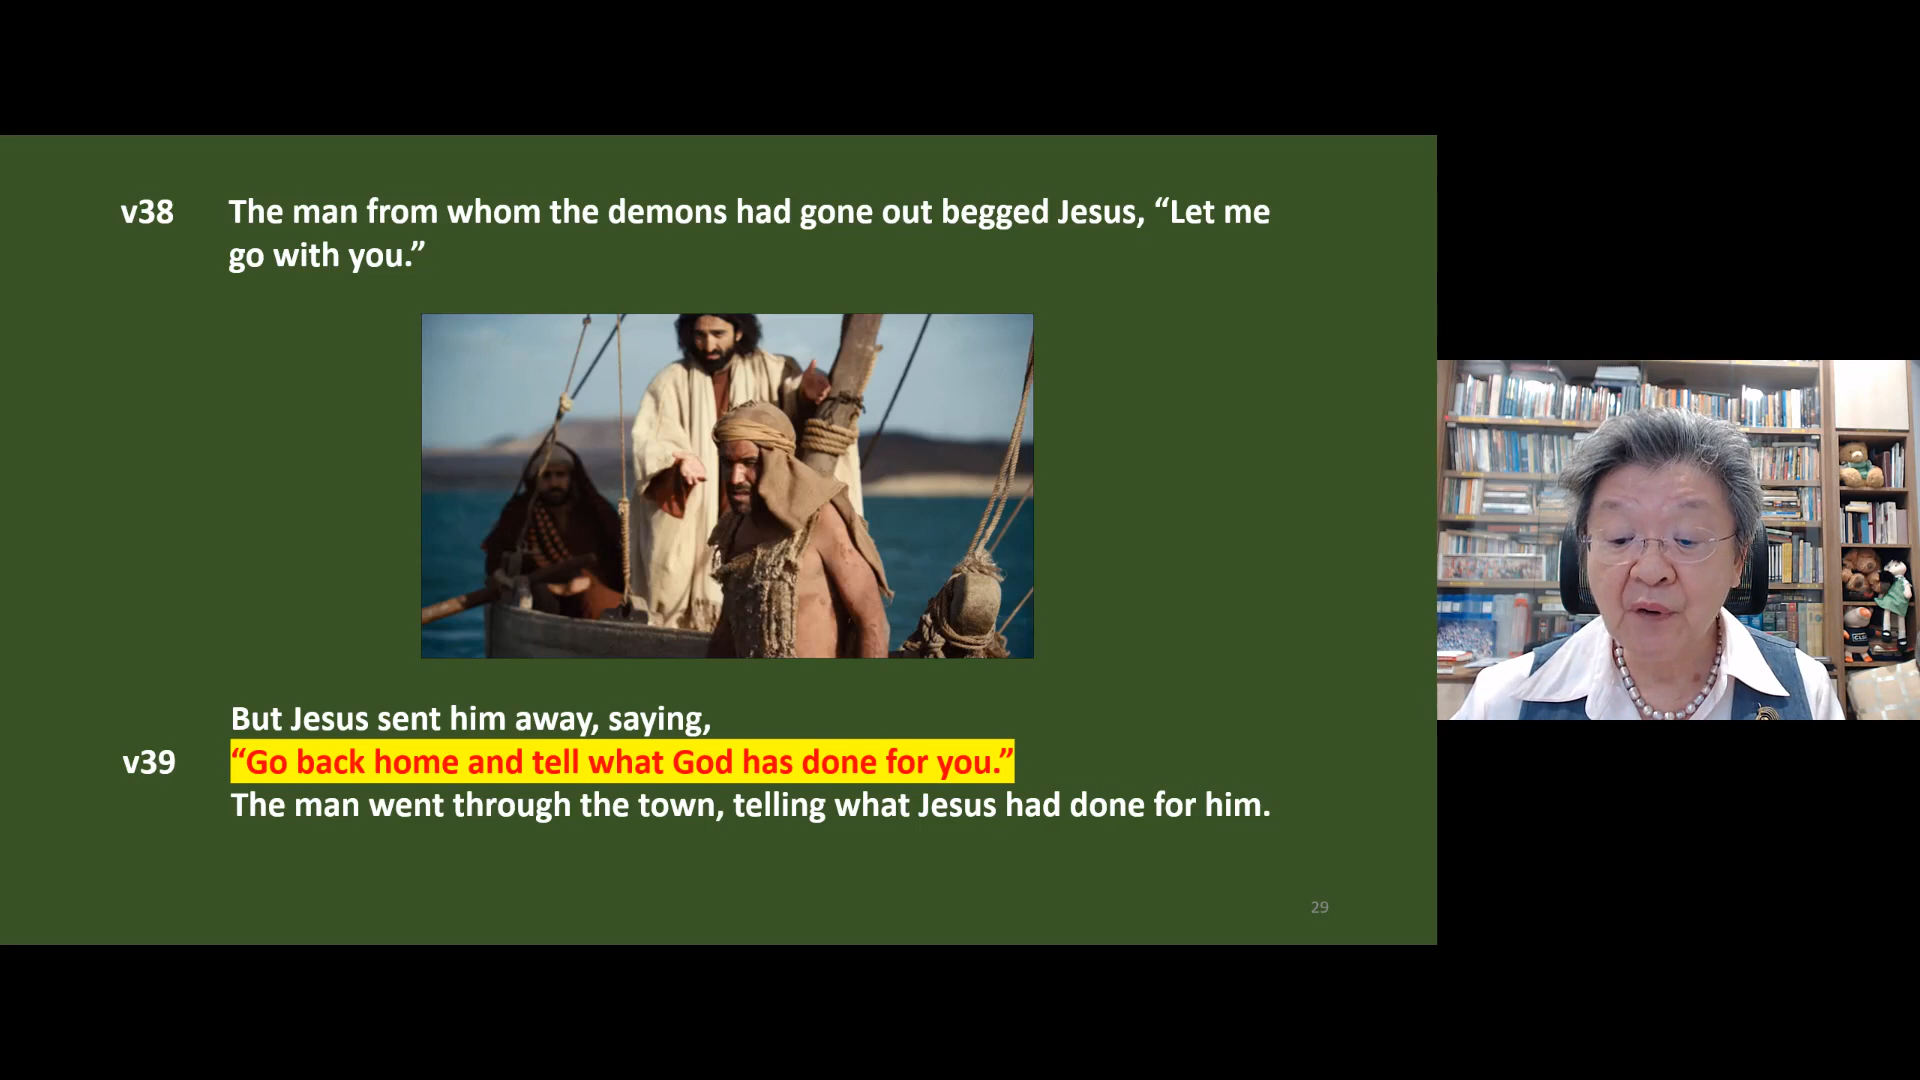 v38 The man from whom the demons had gone out begged Jesus, “Let me
go with you.”
But Jesus sent him away, saying,
v39 “Go back home and tell what God has done for you.”
The man went through the town, telling what Jesus had done for him.
29